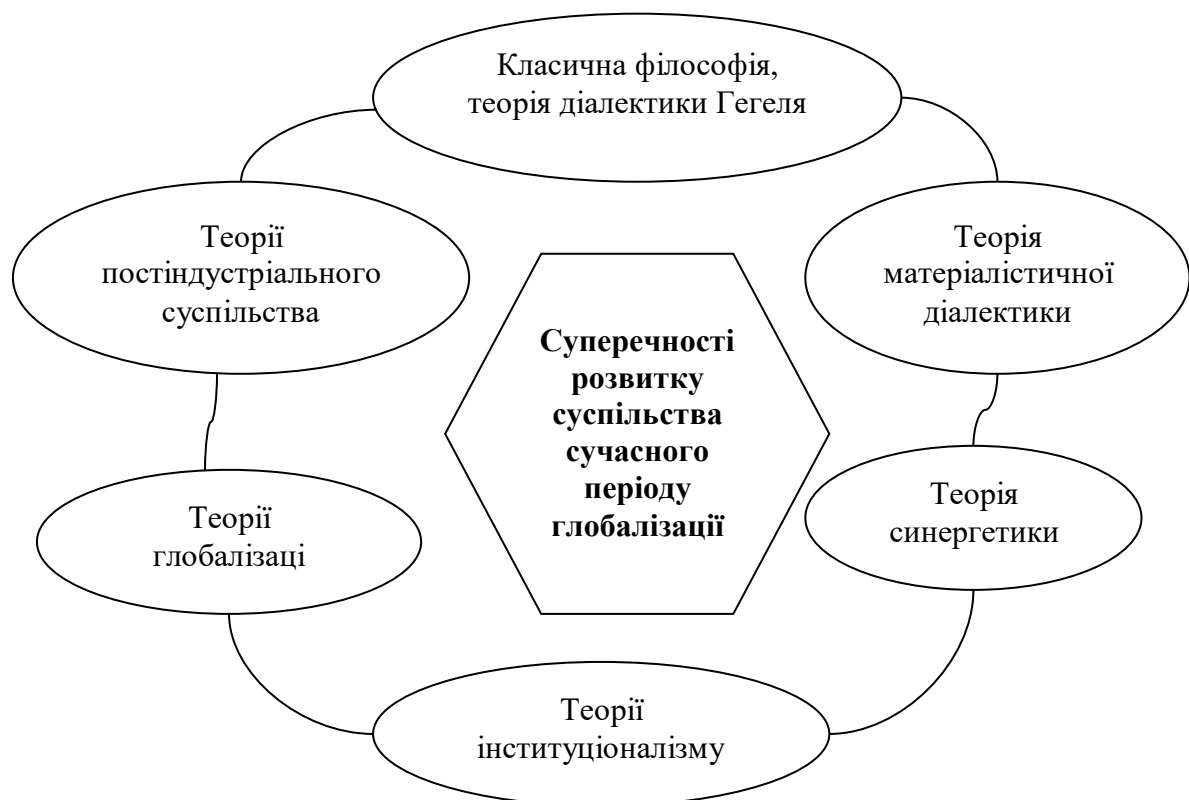 Класична філософія,
теорія діалектики Гегеля
Теорії
постіндустріального
суспільства
Теорія
матеріалістичної
діалектики
Суперечності
розвитку
суспільства
сучасного
періоду
глобалізації
Теорії
глобалізаці
Теорія
синергетики
Теорії
інституціоналізму